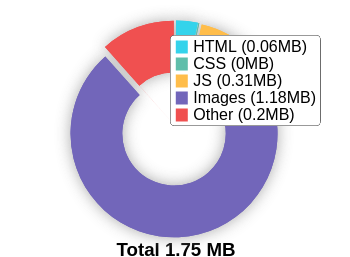 HTML (0.06MB)
CSS (0MB)
JS (0.31MB)
Images (1.18MB)
Other (0.2MB)
Total 1.75 MB